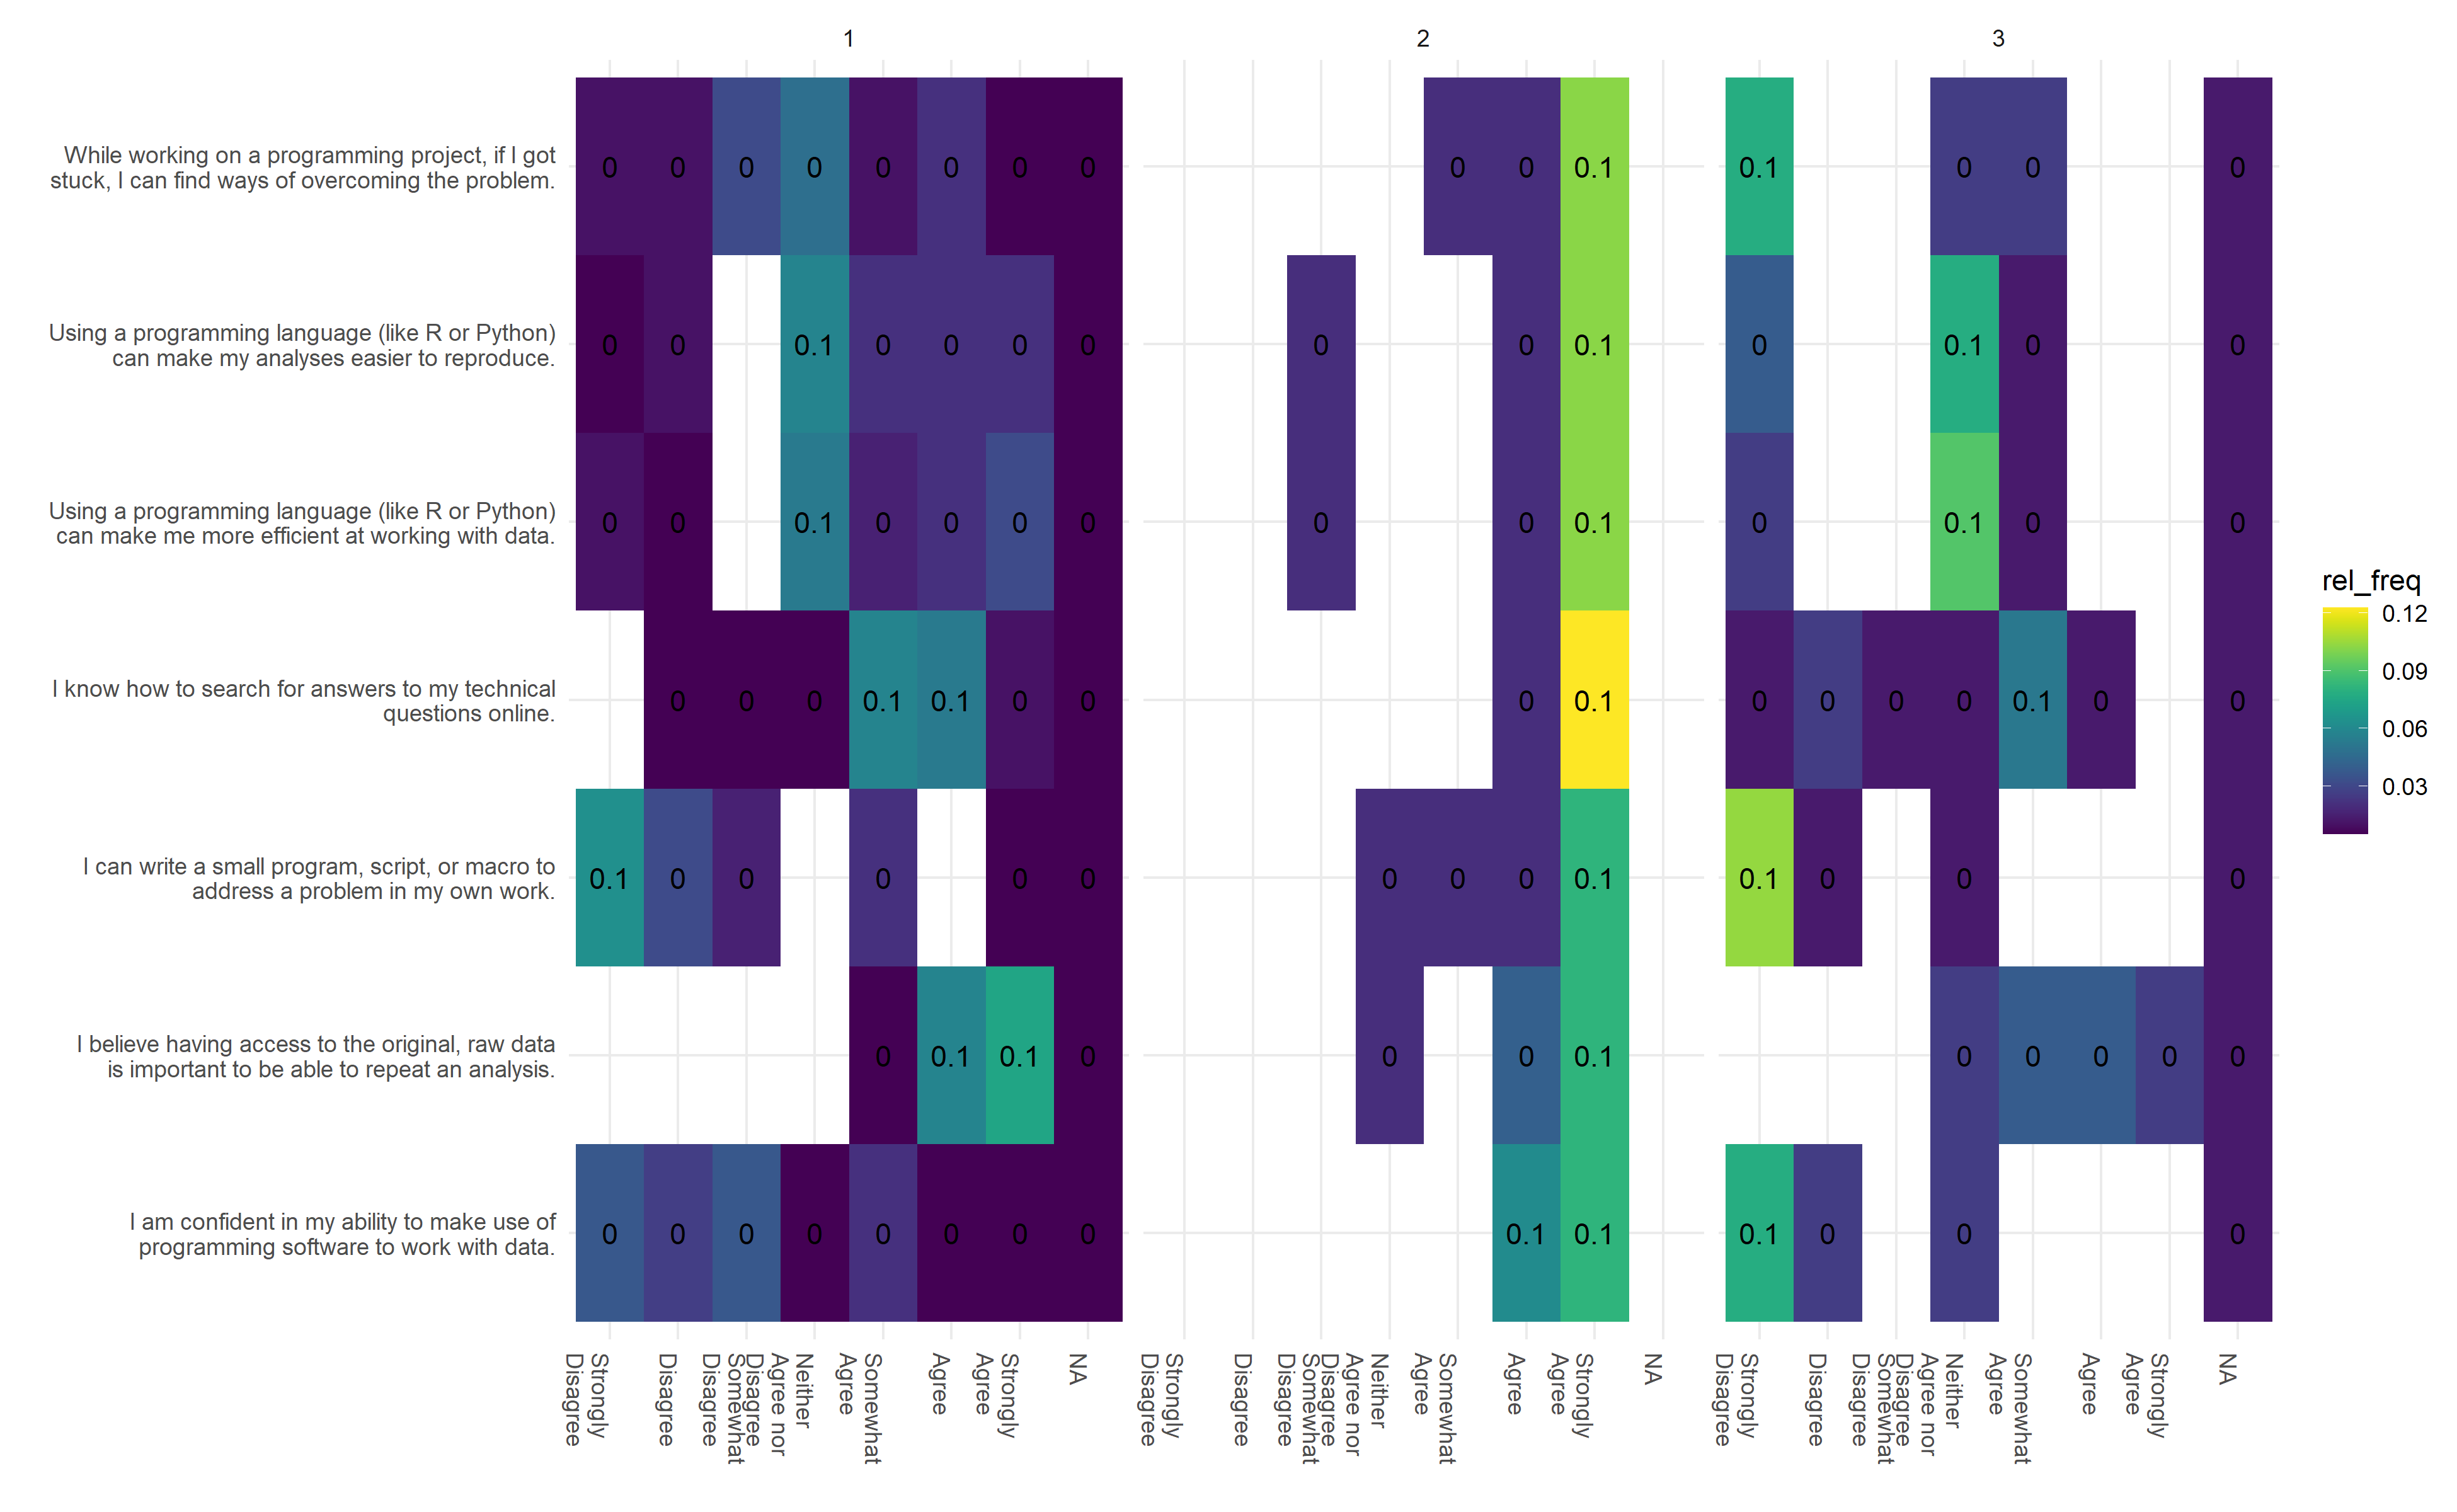 1 2 3
While working on a programming project, if I got
stuck, I can find ways of overcoming the problem.
0 0 0 0 0 0 0 0 0 0 0.1 0.1 0 0 0
Using a programming language (like R or Python)
can make my analyses easier to reproduce.
0 0 0.1 0 0 0 0 0 0 0.1 0 0.1 0 0
Using a programming language (like R or Python)
can make me more efficient at working with data.
0 0 0.1 0 0 0 0 0 0 0.1 0 0.1 0 0
I know how to search for answers to my technical
questions online.
0 0 0 0.1 0.1 0 0 0 0.1 0 0 0 0 0.1 0 0
I can write a small program, script, or macro to
address a problem in my own work.
0.1 0 0 0 0 0 0 0 0 0.1 0.1 0 0 0
I believe having access to the original, raw data
is important to be able to repeat an analysis.
0 0.1 0.1 0 0 0 0.1 0 0 0 0 0
I am confident in my ability to make use of
programming software to work with data.
0 0 0 0 0 0 0 0 0.1 0.1 0.1 0 0 0
Strongly
Disagree
Disagree
Somewhat
Disagree
Neither
Agree nor
Disagree
Somewhat
Agree
Agree
Strongly
Agree
NA
Strongly
Disagree
Disagree
Somewhat
Disagree
Neither
Agree nor
Disagree
Somewhat
Agree
Agree
Strongly
Agree
NA
Strongly
Disagree
Disagree
Somewhat
Disagree
Neither
Agree nor
Disagree
Somewhat
Agree
Agree
Strongly
Agree
NA
rel_freq
0.12
0.09
0.06
0.03